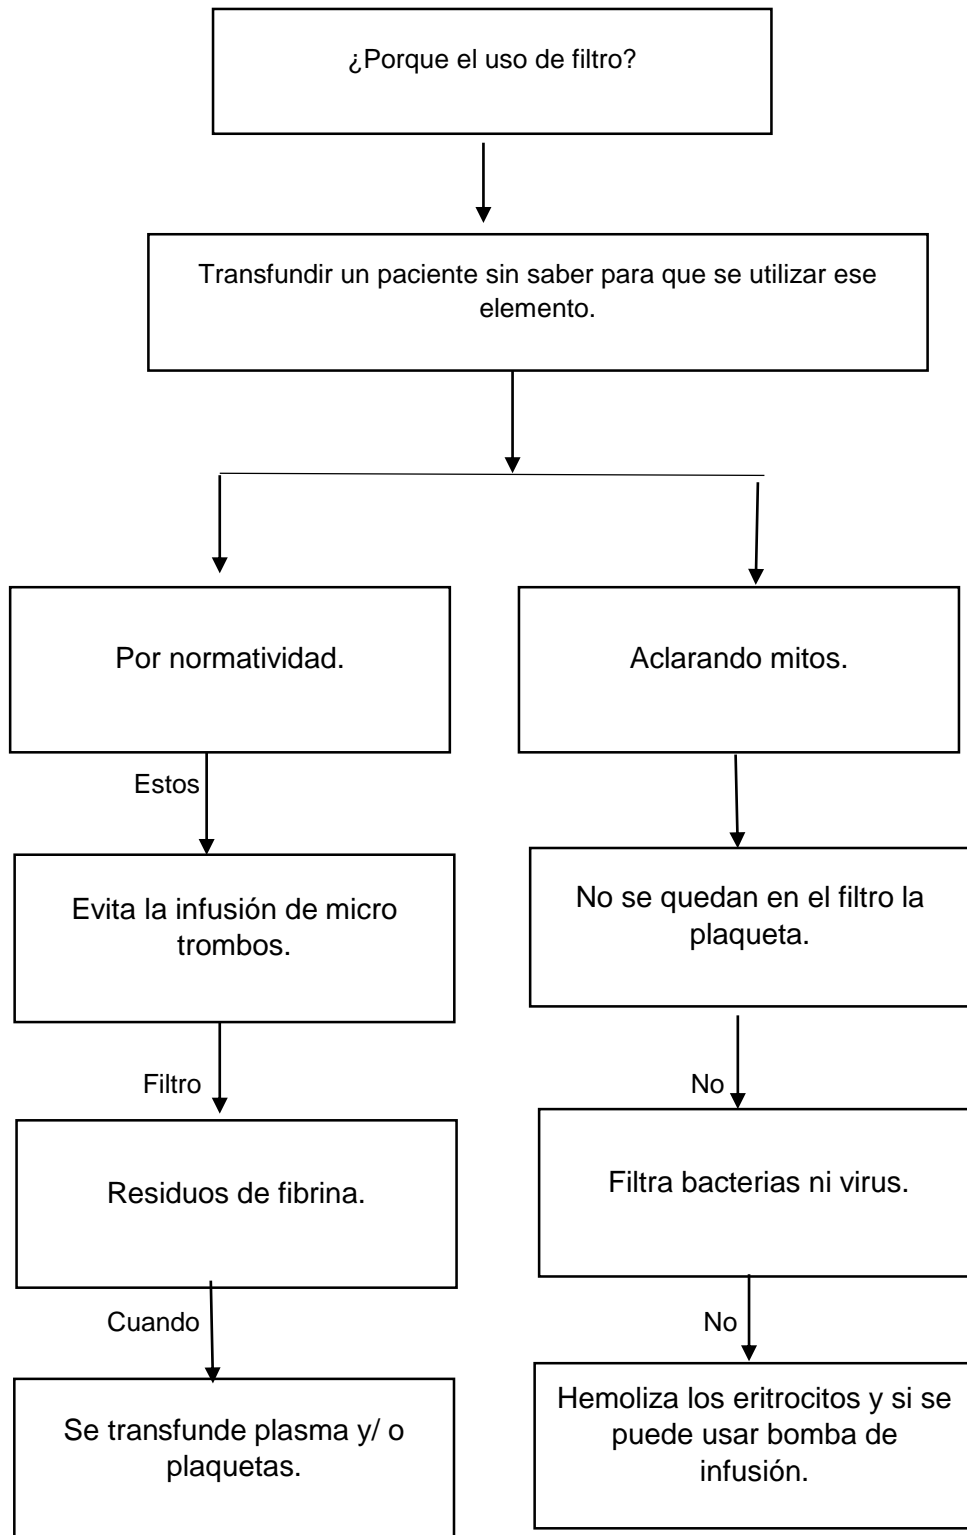 ¿Porque el uso de filtro?
Transfundir un paciente sin saber para que se utilizar ese
elemento.
Por normatividad.
Aclarando mitos.
Estos
Evita la infusión de micro
trombos.
No se quedan en el filtro la
plaqueta.
Filtro
No
Residuos de fibrina.
Filtra bacterias ni virus.
Cuando
No
Se transfunde plasma y/ o
plaquetas.
Hemoliza los eritrocitos y si se
puede usar bomba de
infusión.